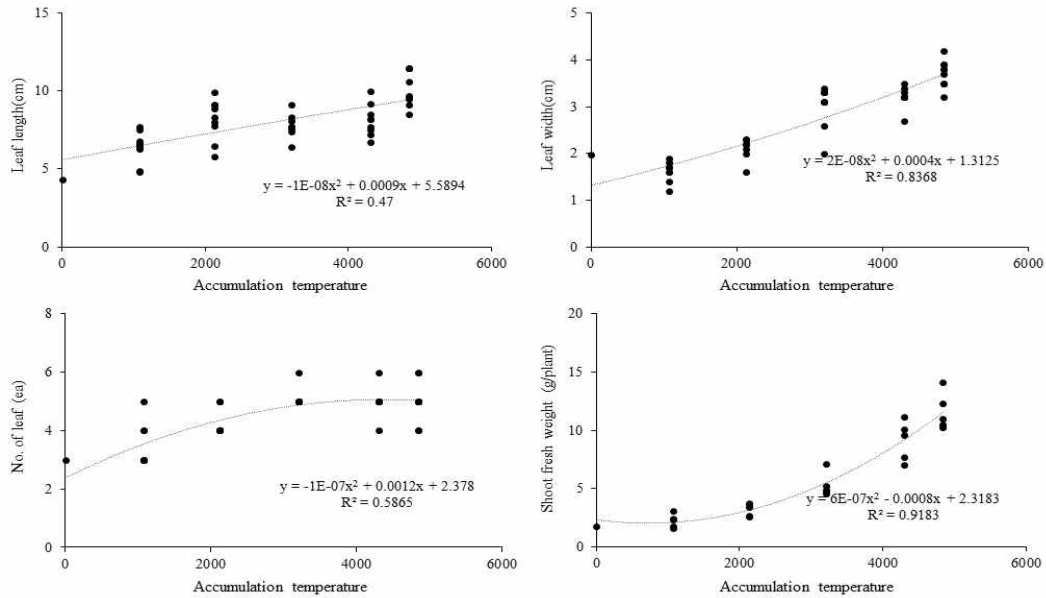 15
10
5
0
Leaf length(cm)
y = -1E-08x² + 0.0009x + 5.5894
R² = 0.47
0 2000 4000 6000
Accumulation temperature
5
4
3
2
1
0
Leaf width(cm)
y = 2E-08x² + 0.0004x + 1.3125
R² = 0.8368
0 1000 2000 3000 4000 5000 6000
Accumulation temperature
8
6
4
2
0
No. of leaf (ea)
y = -1E-07x² + 0.0012x + 2.378
R² = 0.5865
0 2000 4000 6000
Accumulation temperature
20
15
10
5
0
Shoot fresh weight (g/plant)
y = 6E-07x² - 0.0008x + 2.3183
R² = 0.9183
0 2000 4000 6000
Accumulation temperature